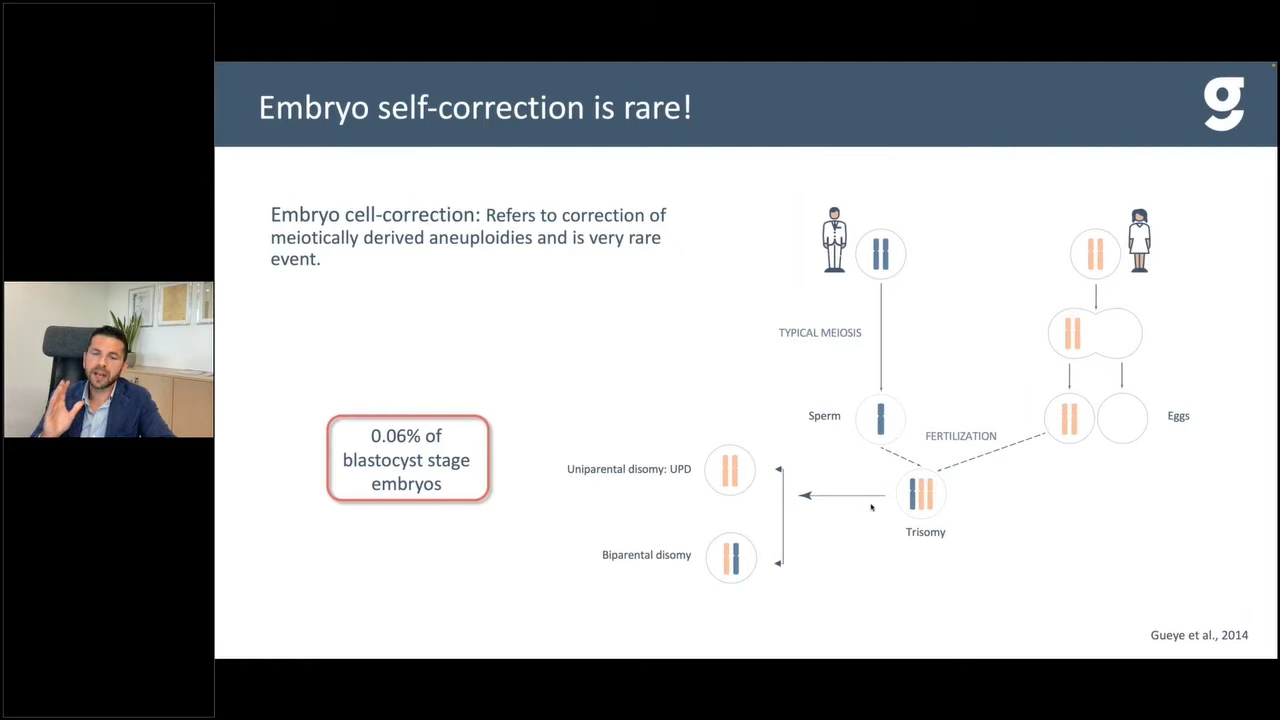 Embryo self-correction is rare!
g
Embryo cell-correction: Refers to correction of
meiotically derived aneuploidies and is very rare
event.
0.06% of
blastocyst stage
embryos
TYPICAL MEIOSIS
Sperm
Eggs
FERTILIZATION
Uniparental disomy: UPD
Trisomy
Biparental disomy
Gueye et al., 2014